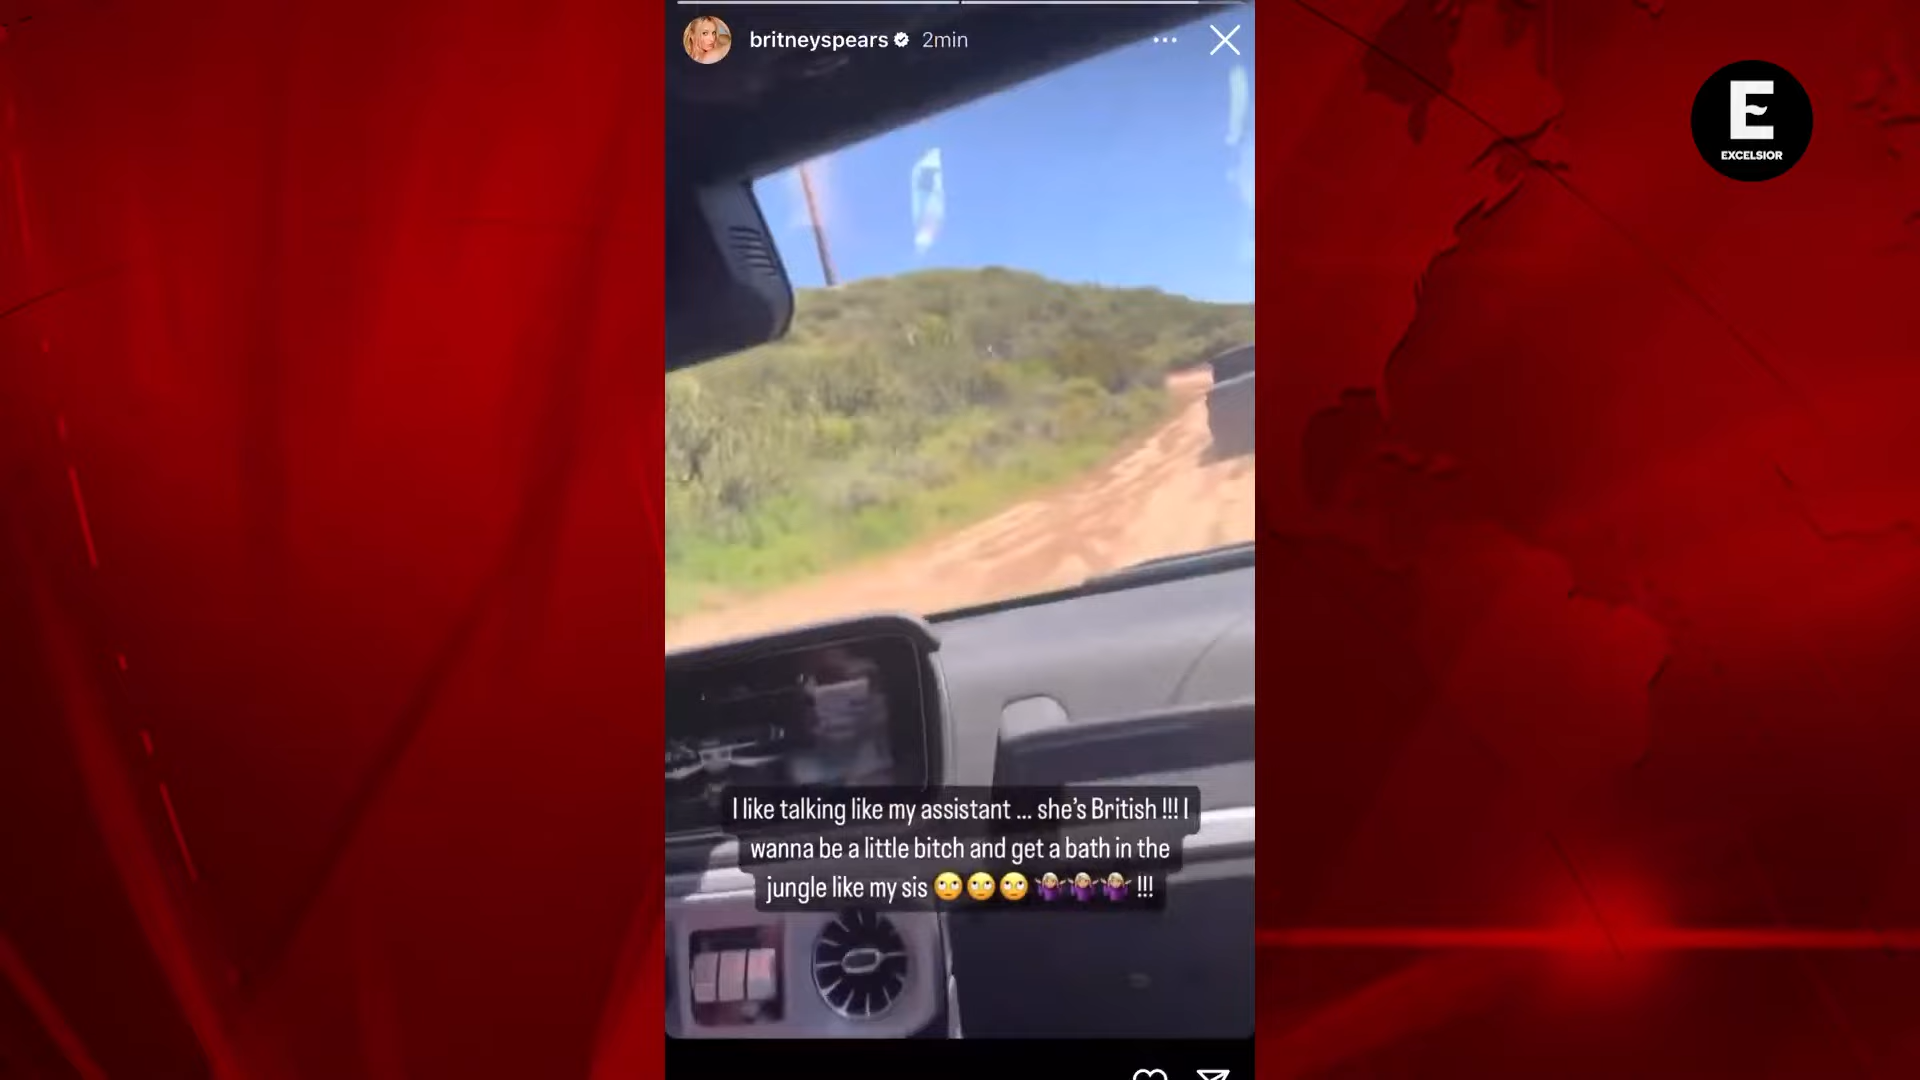 britneyspears 2min
E
EXCELSIOR
I like talking like my assistant ... she's British !!! I
wanna be a little bitch and get a bath in the
jungle like my sis 🙄🙄🙄 🤷🏼‍♀️🤷🏼‍♀️🤷🏼‍♀️ !!!